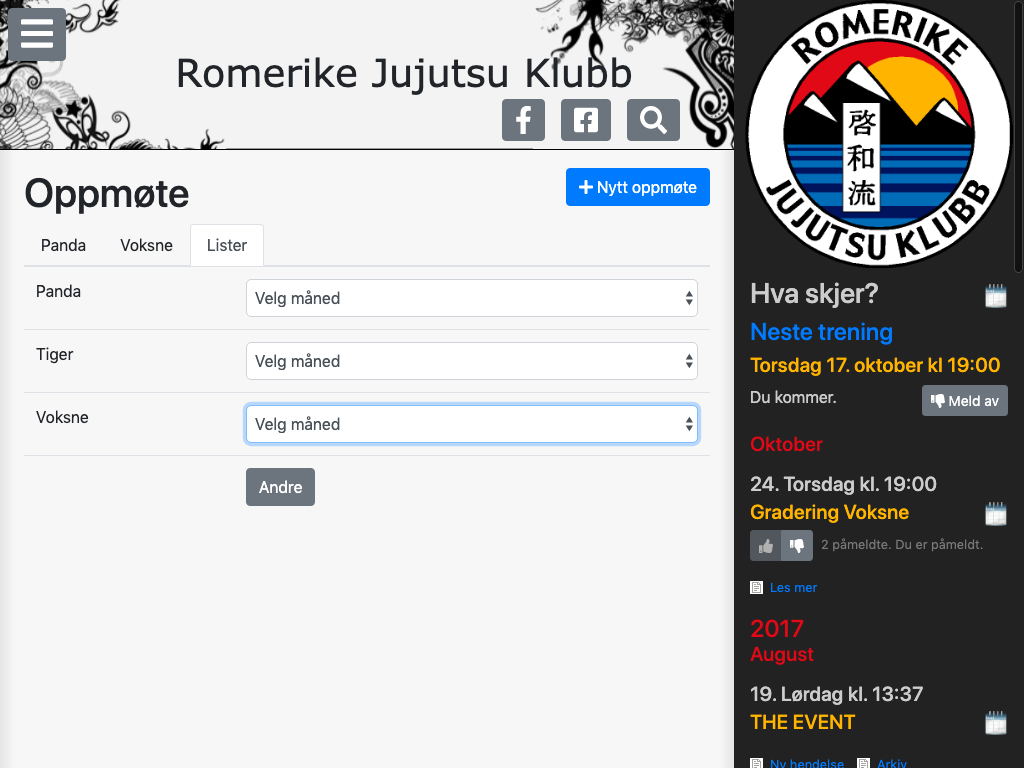 Romerike Jujutsu Klubb
Oppmøte
Nytt oppmøte
Panda
Voksne
Lister
Panda
Velg måned
Tiger
Velg måned
Voksne
Velg måned
Andre
ROMERIKE
啓和流
JUJUTSU KLUBB
Hva skjer?
Neste trening
Torsdag 17. oktober kl 19:00
Du kommer.
Meld av
Oktober
24. Torsdag kl. 19:00
Gradering Voksne
2 påmeldte. Du er påmeldt.
Les mer
2017
August
19. Lørdag kl. 13:37
THE EVENT
Ny hendelse
Arkiv